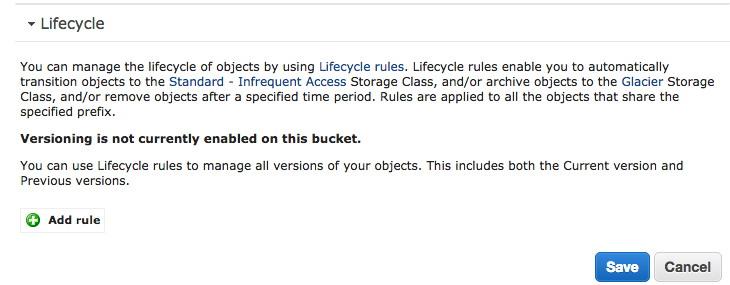 Lifecycle
You can manage the lifecycle of objects by using Lifecycle rules. Lifecycle rules enable you to automatically
transition objects to the Standard - Infrequent Access Storage Class, and/or archive objects to the Glacier Storage
Class, and/or remove objects after a specified time period. Rules are applied to all the objects that share the
specified prefix.
Versioning is not currently enabled on this bucket.
You can use Lifecycle rules to manage all versions of your objects. This includes both the Current version and
Previous versions.
Add rule
Save Cancel